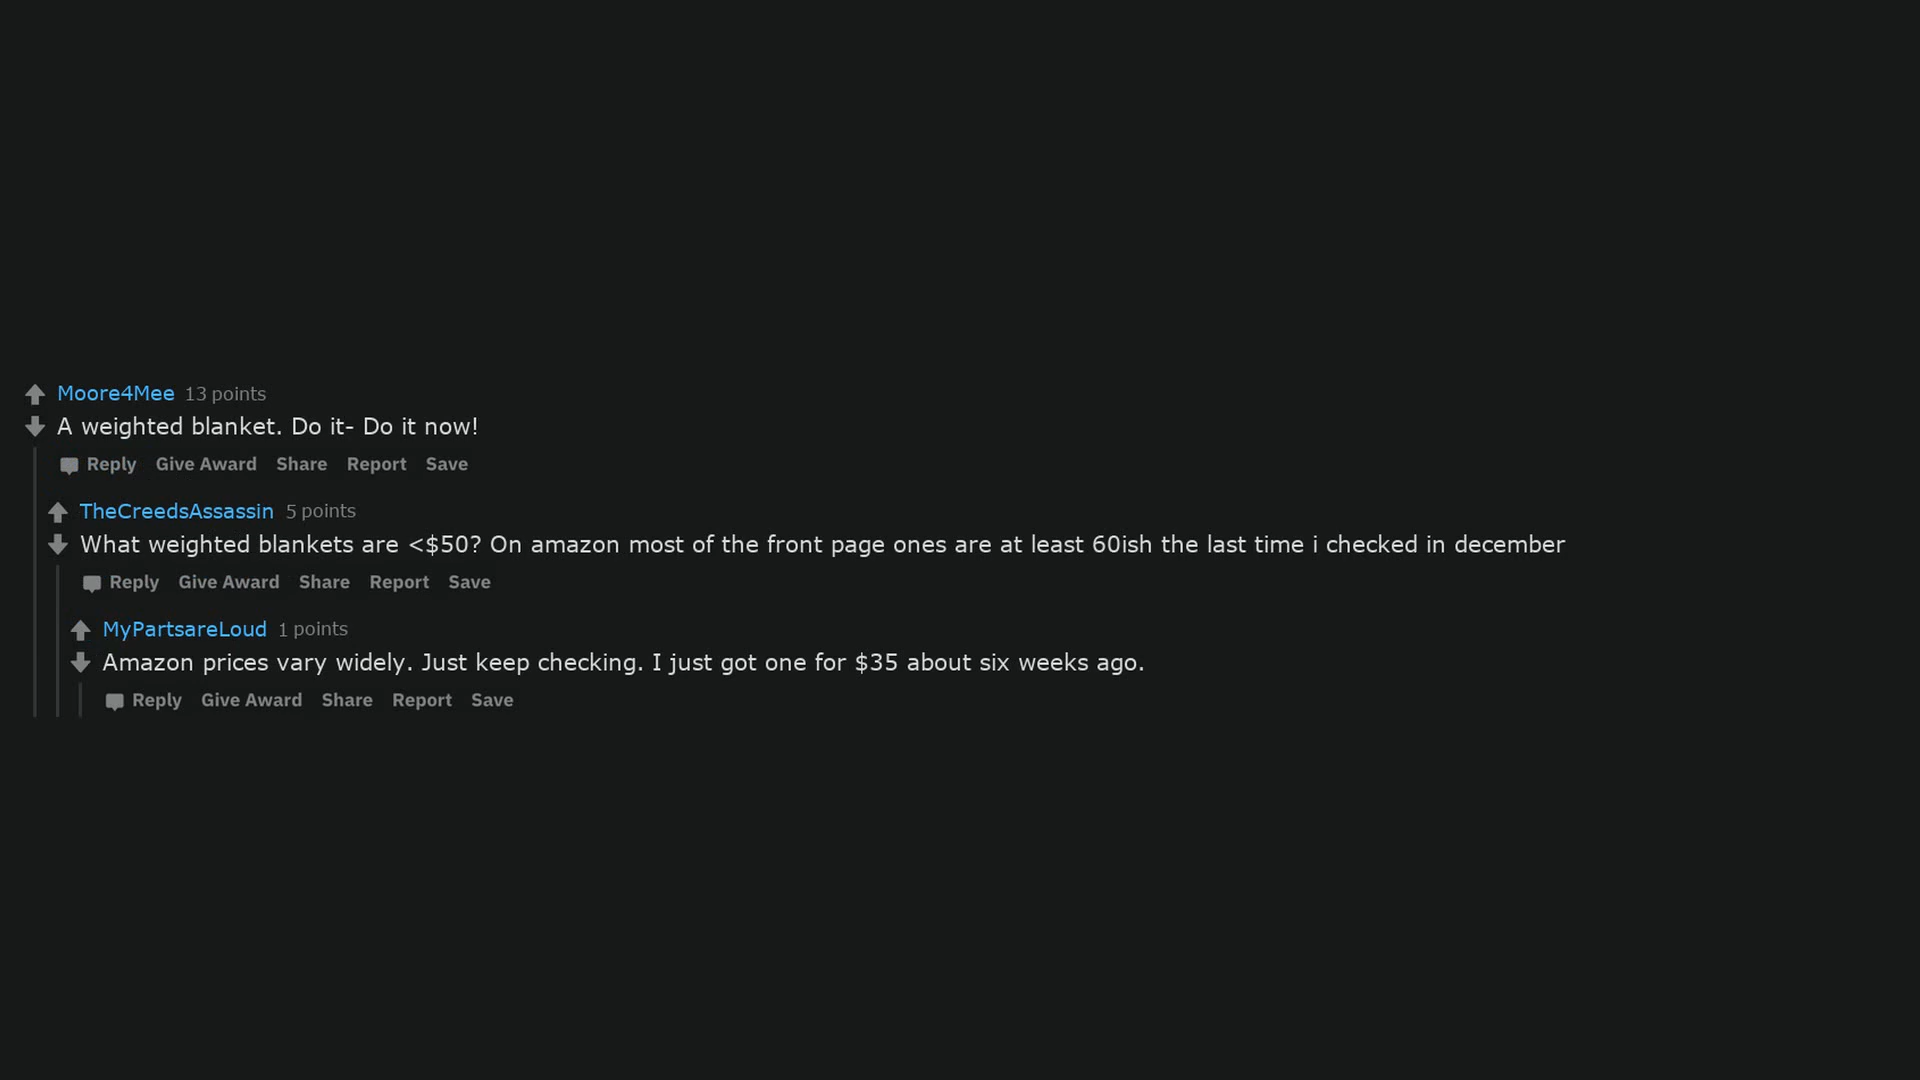 Moore4Mee 13 points
A weighted blanket. Do it- Do it now!
Reply Give Award Share Report Save
TheCreedsAssassin 5 points
What weighted blankets are <$50? On amazon most of the front page ones are at least 60ish the last time i checked in december
Reply Give Award Share Report Save
MyPartsareLoud 1 points
Amazon prices vary widely. Just keep checking. I just got one for $35 about six weeks ago.
Reply Give Award Share Report Save